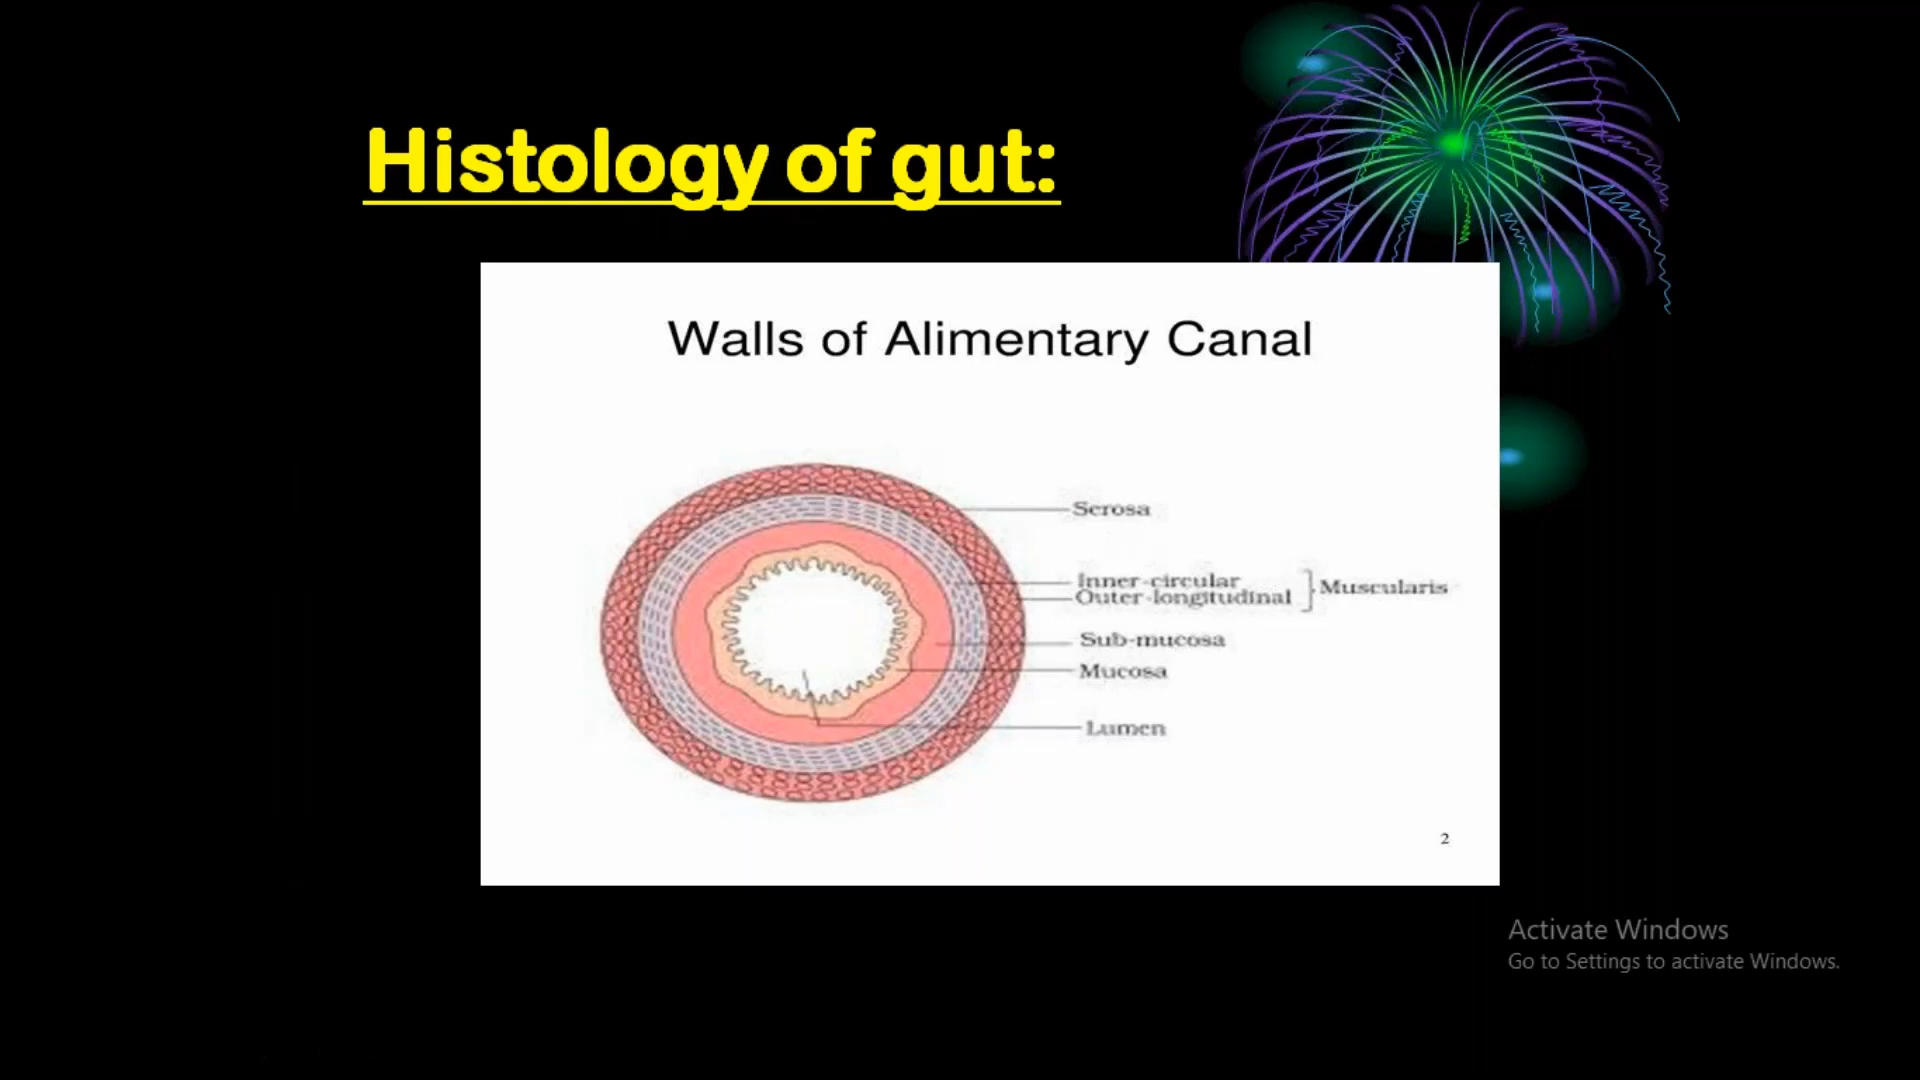 Histology of gut:
Walls of Alimentary Canal
Serosa
Inner-circular
Outer-longitudinal
Muscularis
Sub-mucosa
Mucosa
Lumen
2
Activate Windows
Go to Settings to activate Windows.